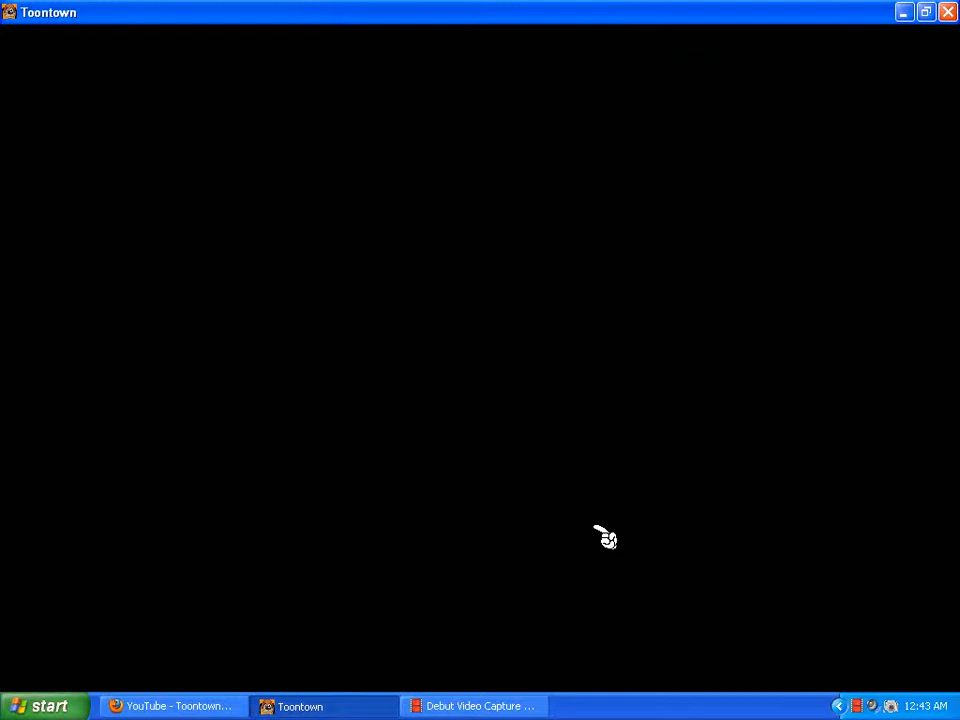 Toontown
start
YouTube - Toontown...
Toontown
Debut Video Capture ...
12:43 AM